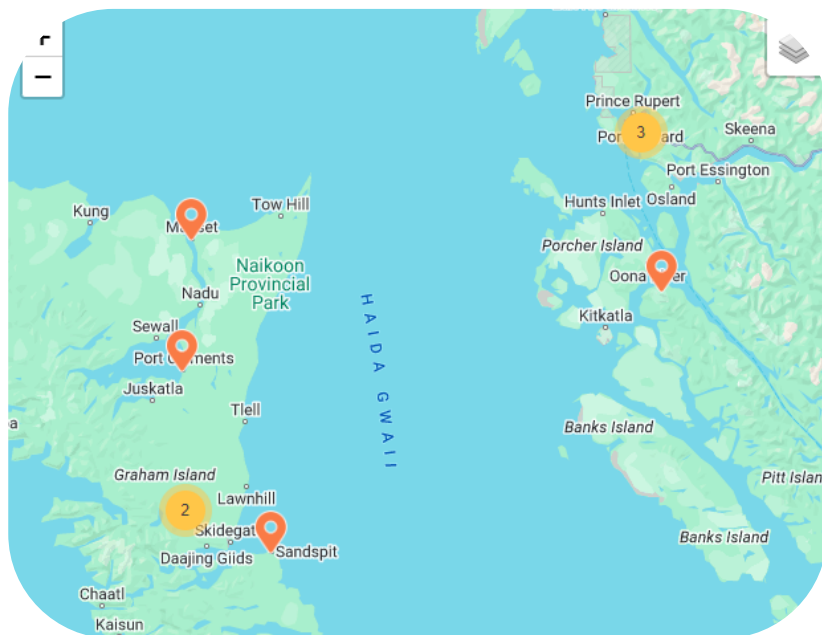 Prince Rupert
3
Skeena
Port Essington
Kung
Tow Hill
Hunts Inlet
Osland
Porcher Island
Naikoon
Provincial
Park
Nadu
Kitkatla
Sewall
Port
HAIDA GWAII
Juskatla
Tlell
Banks Island
Graham Island
Pitt Islan
Lawnhill
2
Skidegat
Banks Island
Sandspit
Daajing Giids
Chaatl
Kaisun
−